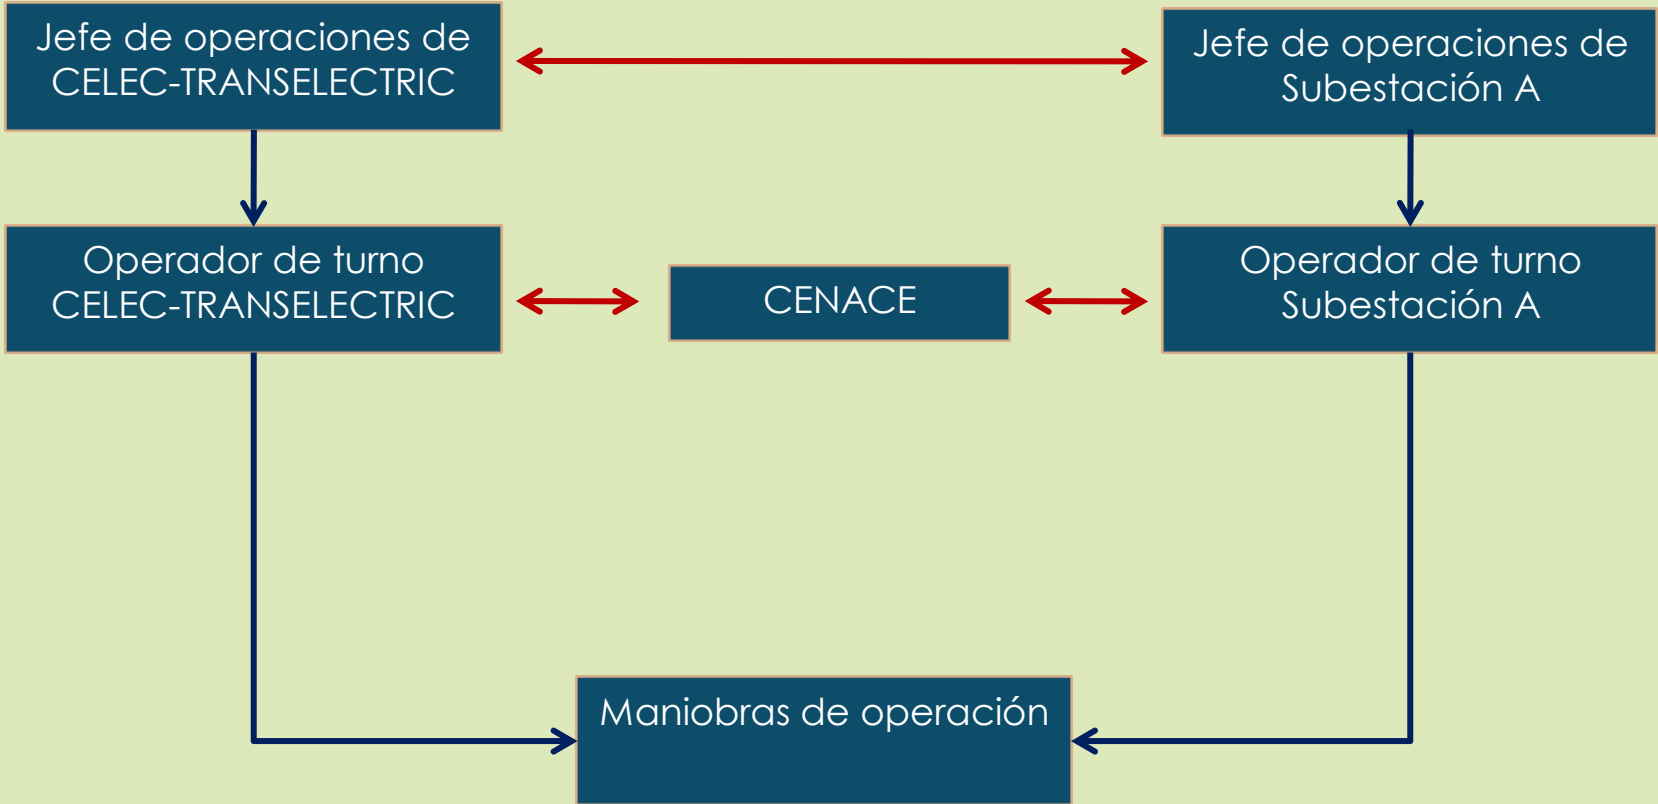 Jefe de operaciones de
CELEC-TRANSELECTRIC
Jefe de operaciones de
Subestación A
Operador de turno
CELEC-TRANSELECTRIC
CENACE
Operador de turno
Subestación A
Maniobras de operación